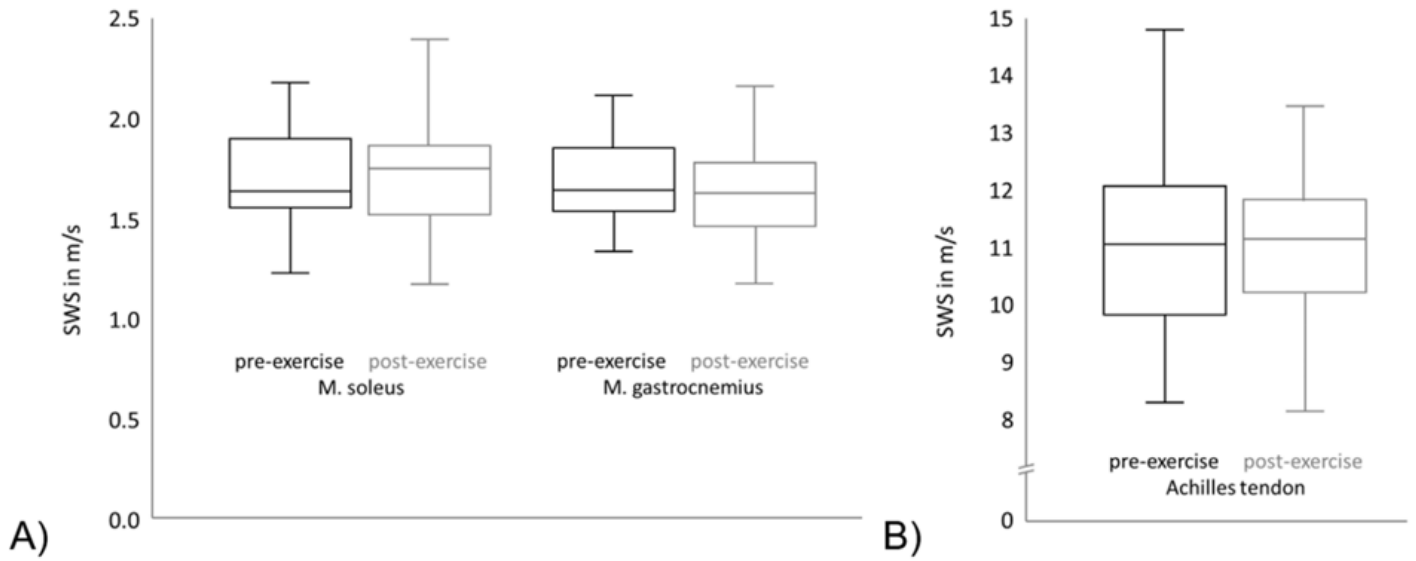 2.5
2.0
1.5
1.0
0.5
0.0
SWS in m/s
pre-exercise post-exercise
M. soleus
pre-exercise post-exercise
M. gastrocnemius
A)
15
14
13
12
11
10
9
8
0
SWS in m/s
pre-exercise post-exercise
Achilles tendon
B)